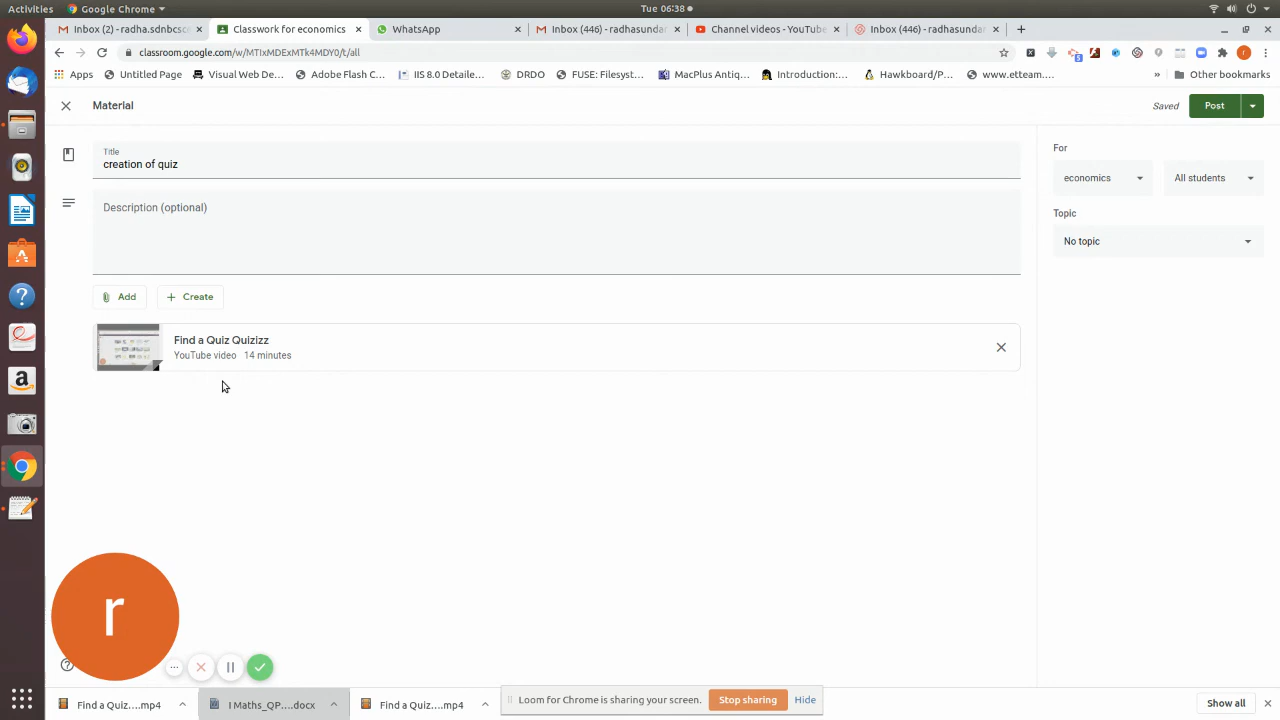 Activities
Google Chrome
Tue 06:38
Inbox (2) - radha.sdnbcsc
Classwork for economics
WhatsApp
Inbox (446) - radhasundar
Channel videos - YouTube
Inbox (446) - radhasundar
classroom.google.com/w/MTIxMDExMTk4MDY0/t/all
Apps
Untitled Page
Visual Web De...
Adobe Flash C...
IIS 8.0 Detaile...
DRDO
FUSE: Filesyst...
MacPlus Antiq...
Introduction:...
Hawkboard/P...
www.etteam....
»
Other bookmarks
Material
Saved
Post
Title
creation of quiz
Description (optional)
For
economics
All students
Topic
No topic
Add
Create
Find a Quiz Quizizz
YouTube video 14 minutes
r
Loom for Chrome is sharing your screen.
Stop sharing
Hide
Find a Quiz....mp4
I Maths_QP....docx
Find a Quiz....mp4
Show all